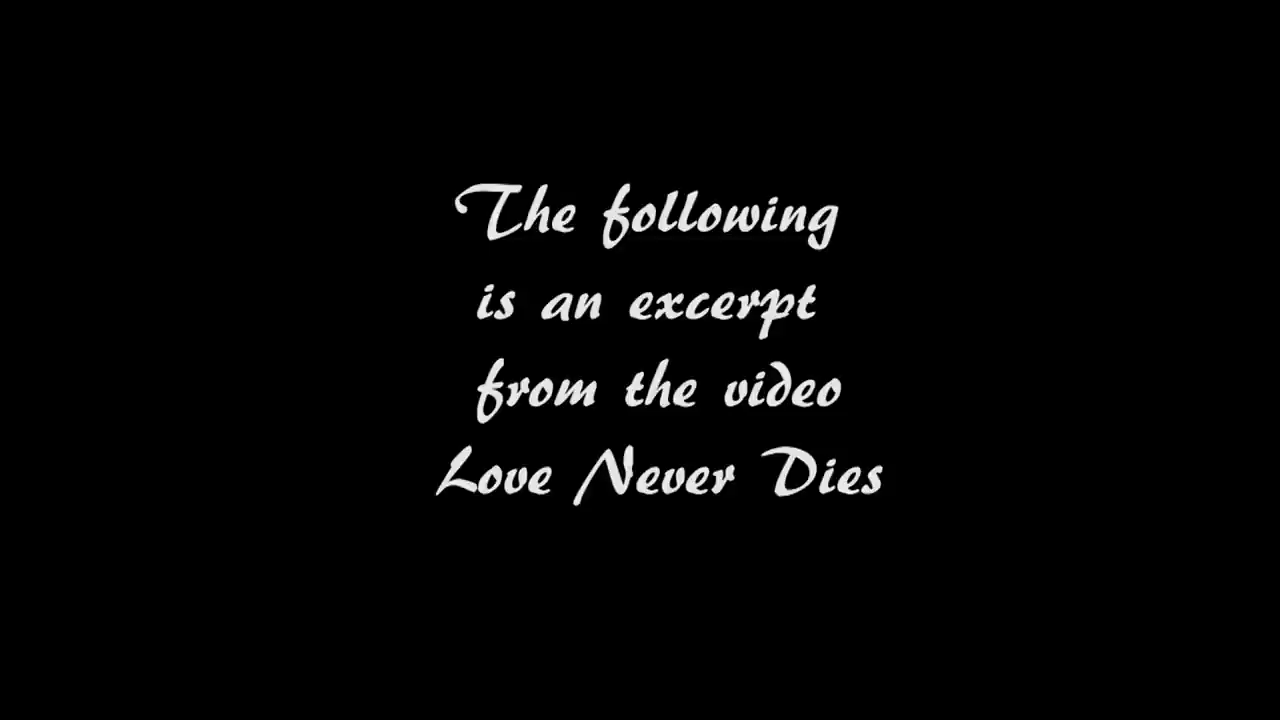 The following
is an excerpt
from the video
Love Never Dies